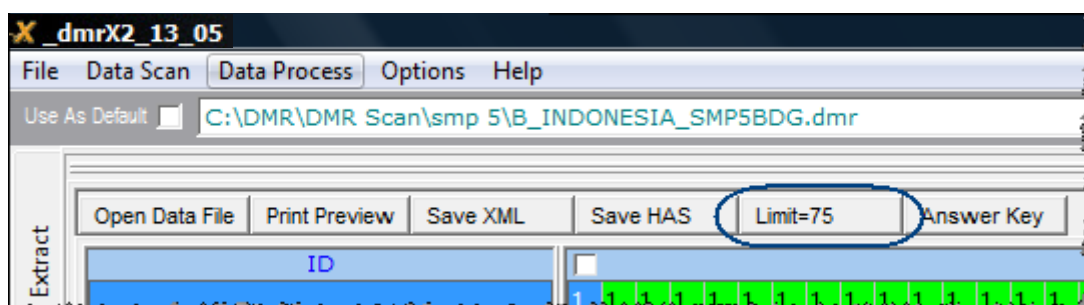 X _dmrX2_13_05
File Data Scan Data Process Options Help
Use As Default C:\DMR\DMR Scan\smp 5\B_INDONESIA_SMP5BDG.dmr
Open Data File Print Preview Save XML Save HAS Limit=75 Answer Key
Extract
ID